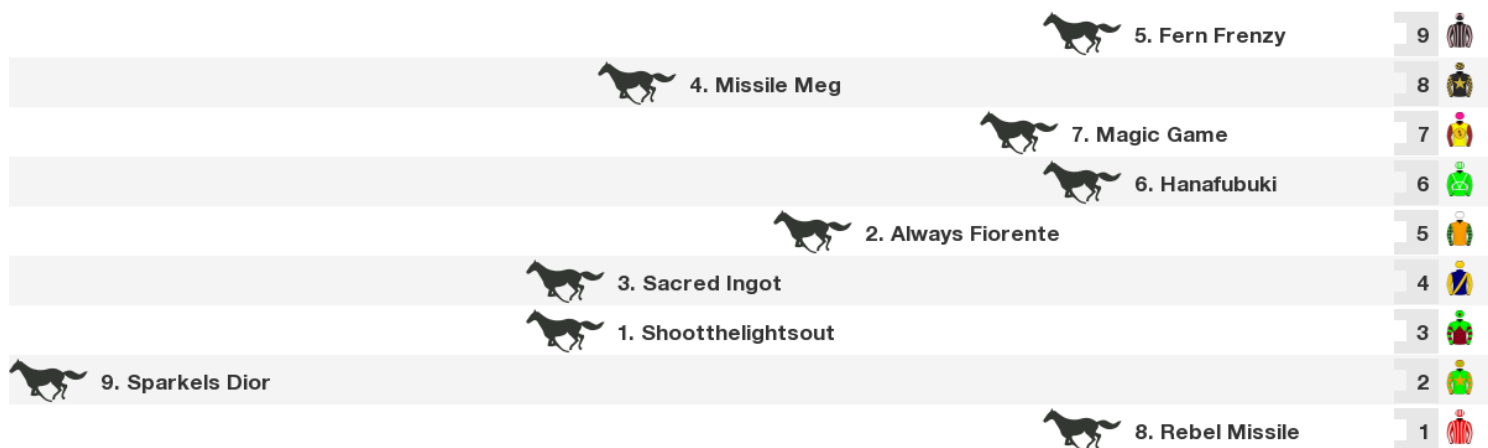 5. Fern Frenzy 9
4. Missile Meg 8
7. Magic Game 7
6. Hanafubuki 6
2. Always Fiorente 5
3. Sacred Ingot 4
1. Shootthelightsout 3
9. Sparkels Dior 2
8. Rebel Missile 1